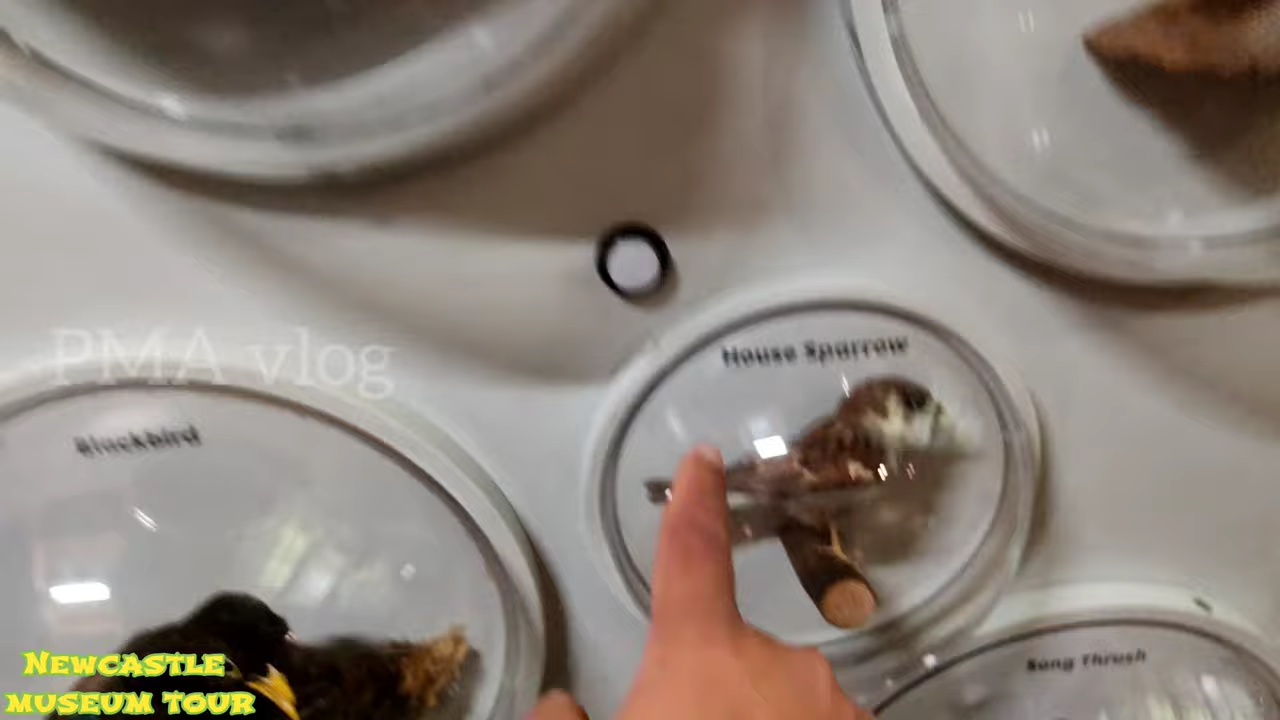 House Sparrow
PMA vlog
Blackbird
Song Thrush
NEWCASTLE
MUSEUM TOUR